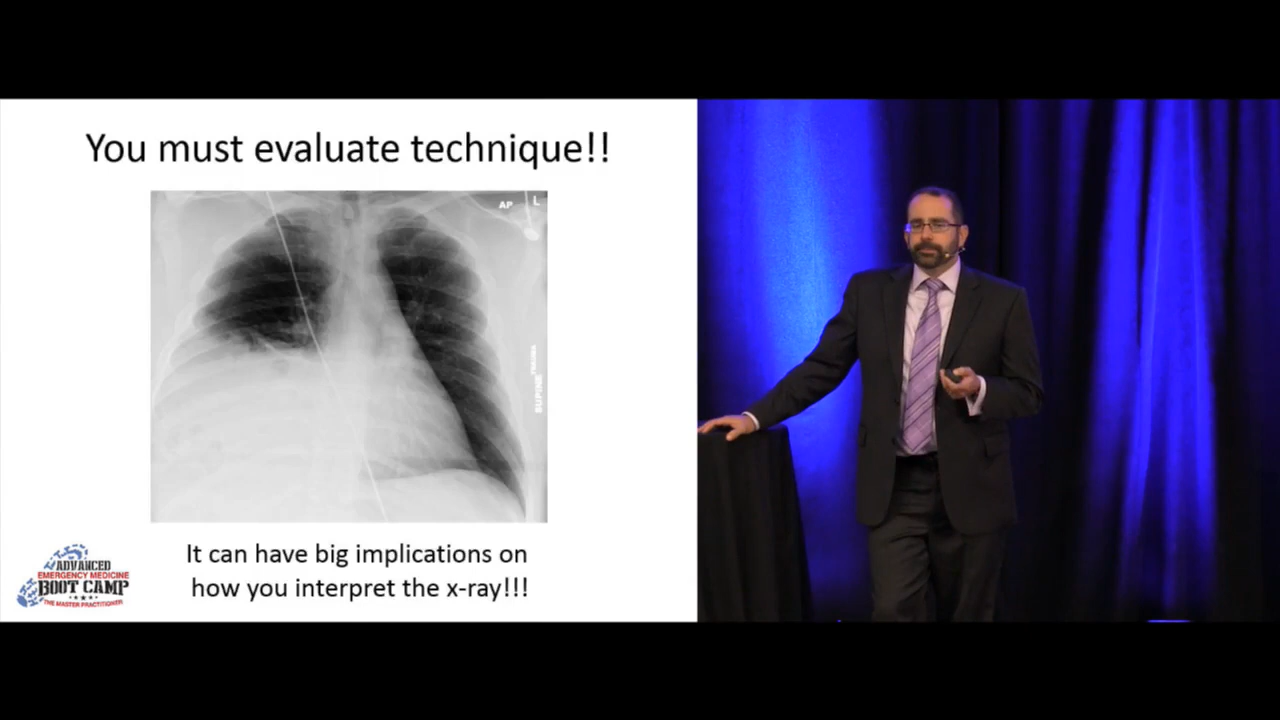 You must evaluate technique!!
AP
L
TRAUMA
SUPINE
It can have big implications on
how you interpret the x-ray!!!
ADVANCED
EMERGENCY MEDICINE
BOOT CAMP
THE MASTER PRACTITIONER